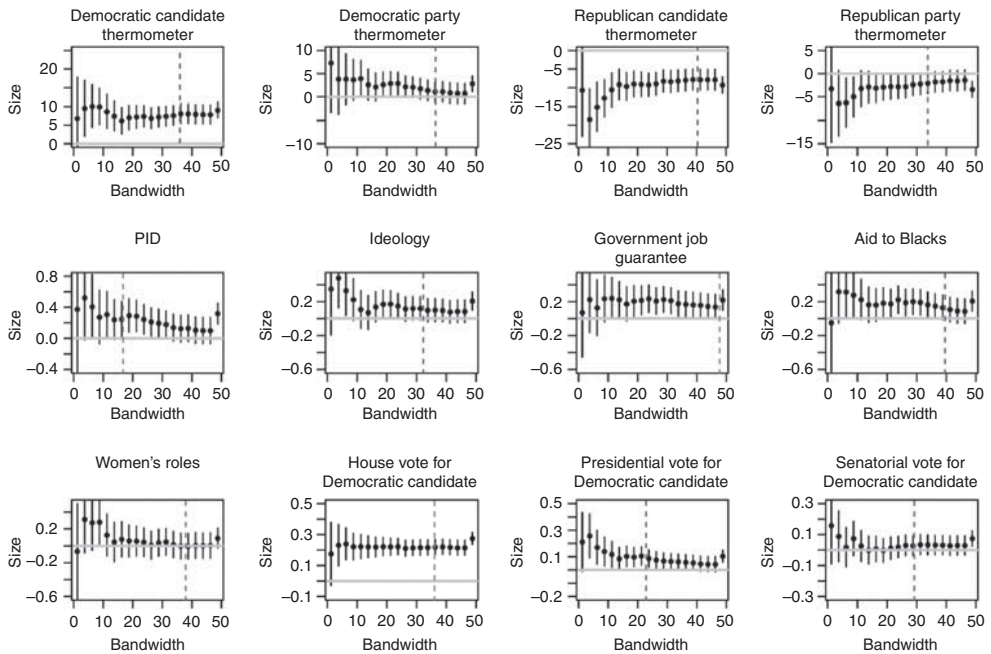 Democratic candidate
thermometer
Size
20
10
5
0
0 10 20 30 40 50
Bandwidth
Democratic party
thermometer
Size
10
5
0
−10
0 10 20 30 40 50
Bandwidth
Republican candidate
thermometer
Size
0
−5
−15
−25
0 10 20 30 40 50
Bandwidth
Republican party
thermometer
Size
5
0
−5
−15
0 10 20 30 40 50
Bandwidth
PID
Size
0.8
0.4
0.0
−0.4
0 10 20 30 40 50
Bandwidth
Ideology
Size
0.2
−0.2
−0.6
0 10 20 30 40 50
Bandwidth
Government job
guarantee
Size
0.2
−0.2
−0.6
0 10 20 30 40 50
Bandwidth
Aid to Blacks
Size
0.2
−0.2
−0.6
0 10 20 30 40 50
Bandwidth
Women's roles
Size
0.2
−0.2
−0.6
0 10 20 30 40 50
Bandwidth
House vote for
Democratic candidate
Size
0.5
0.3
0.1
−0.1
0 10 20 30 40 50
Bandwidth
Presidential vote for
Democratic candidate
Size
0.5
0.3
0.1
−0.2
0 10 20 30 40 50
Bandwidth
Senatorial vote for
Democratic candidate
Size
0.3
0.1
−0.1
−0.3
0 10 20 30 40 50
Bandwidth